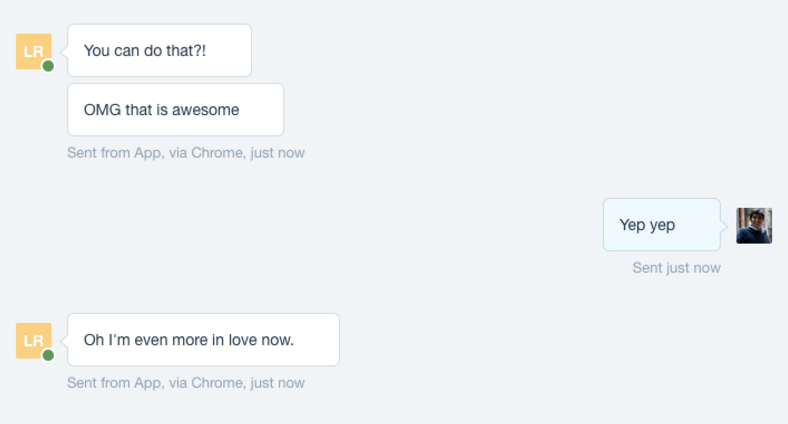 LR
You can do that?!
OMG that is awesome
Sent from App, via Chrome, just now
Yep yep
Sent just now
LR
Oh I'm even more in love now.
Sent from App, via Chrome, just now